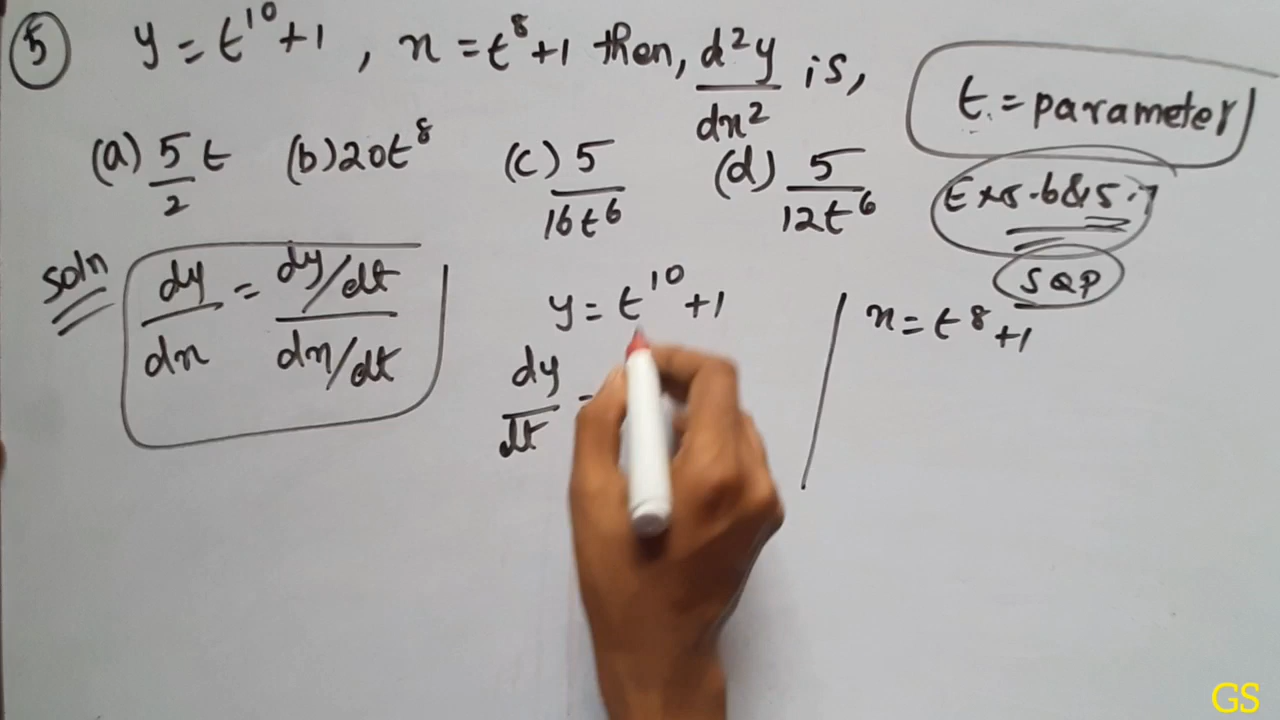 5 y = t^10 + 1 , x = t^8 + 1 then, d²y/dx² is,
(a) 5/2 t (b) 20t^8 (c) 5/16t^6 (d) 5/12t^6
t = parameter
Ex 5.6 & 5.7
SQP
soln dy/dx = dy/dt / dx/dt
y = t^10 + 1
x = t^8 + 1
dy/dt =
GS